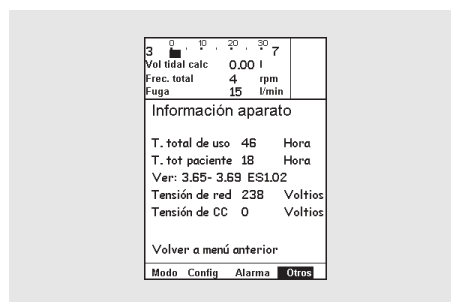 0 10 20 30
3 7
Vol tidal calc 0.00 l
Frec. total 4 rpm
Fuga 15 l/min
Información aparato
T. total de uso 46 Hora
T. tot paciente 18 Hora
Ver: 3.65- 3.69 ES1.02
Tensión de red 238 Voltios
Tensión de CC 0 Voltios
Volver a menú anterior
Modo Config Alarma Otros